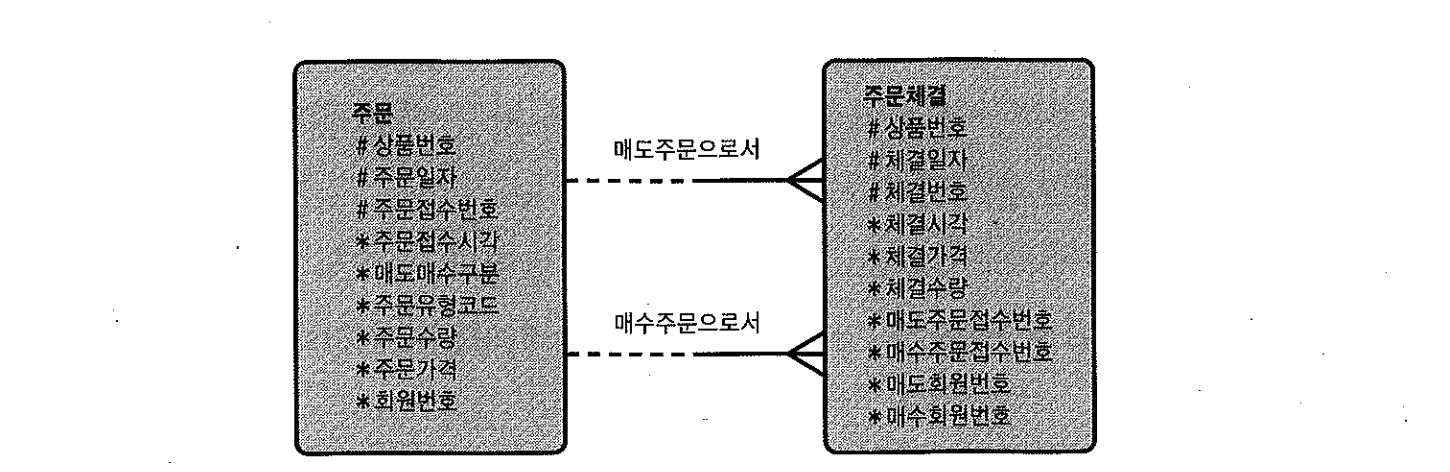 주문
# 상품번호
# 주문일자
# 주문접수번호
* 주문접수시각
* 매도매수구분
* 주문유형코드
* 주문수량
* 주문가격
* 회원번호
매도주문으로서
매수주문으로서
주문체결
# 상품번호
# 체결일자
# 체결번호
* 체결시각
* 체결가격
* 체결수량
* 매도주문접수번호
* 매수주문접수번호
* 매도회원번호
* 매수회원번호